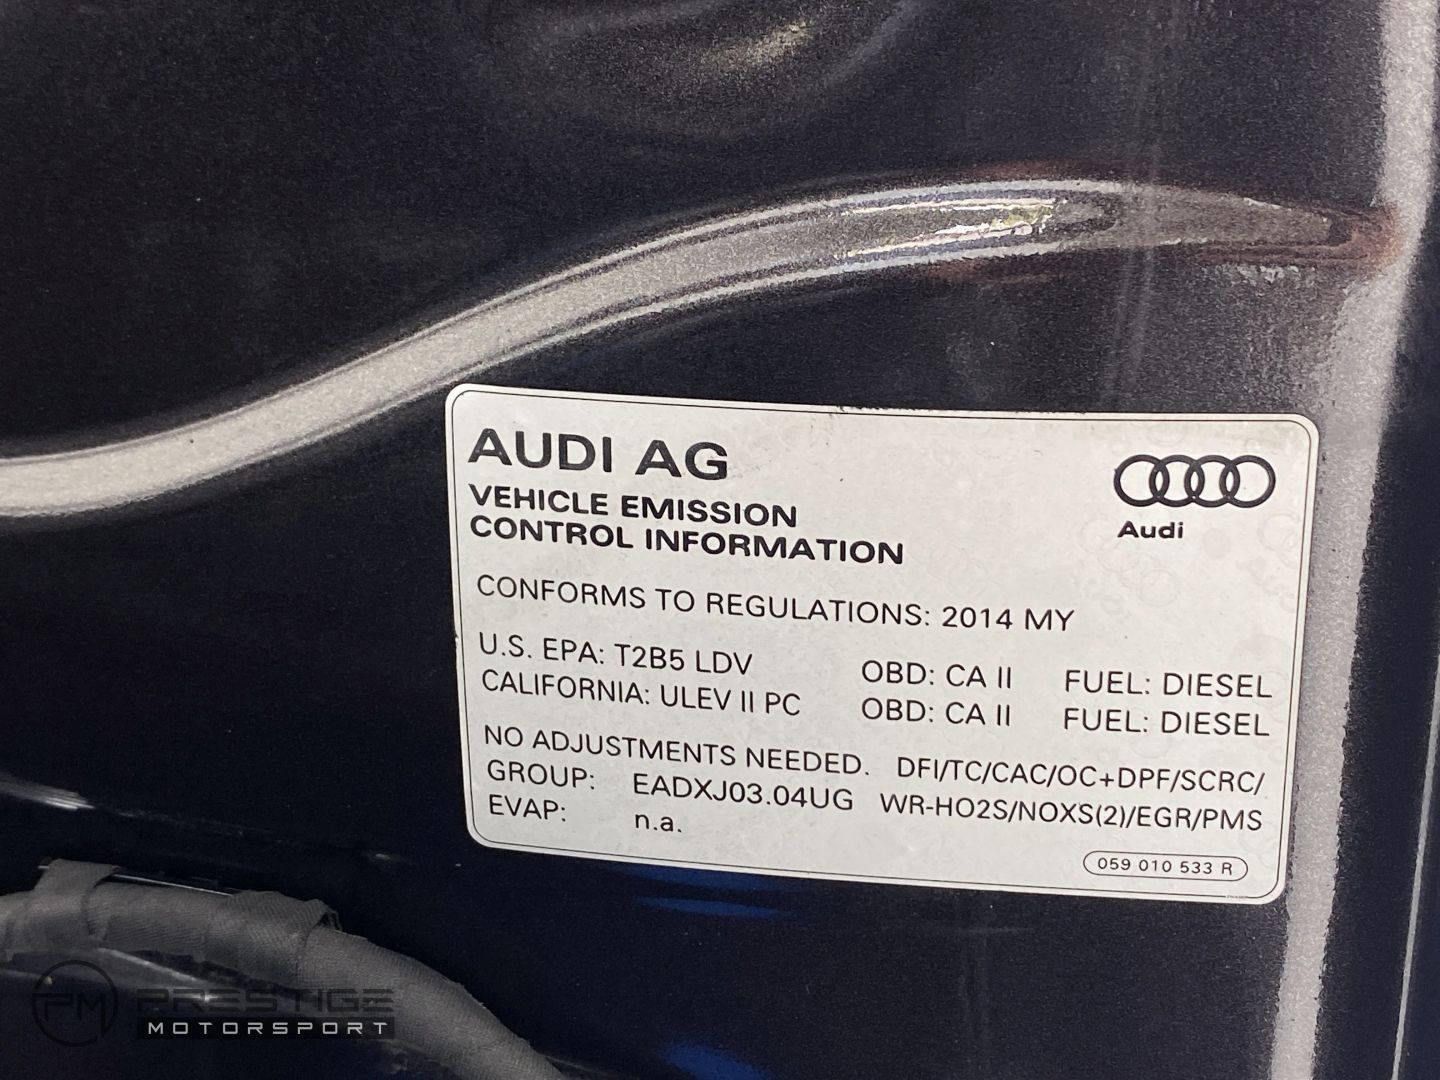 AUDI AG
VEHICLE EMISSION
CONTROL INFORMATION
Audi
CONFORMS TO REGULATIONS: 2014 MY
U.S. EPA: T2B5 LDV OBD: CA II FUEL: DIESEL
CALIFORNIA: ULEV II PC OBD: CA II FUEL: DIESEL
NO ADJUSTMENTS NEEDED. DFI/TC/CAC/OC+DPF/SCRC/
GROUP: EADXJ03.04UG WR-HO2S/NOXS(2)/EGR/PMS
EVAP: n.a.
059 010 533 R
PM PRESTIGE
MOTORSPORT